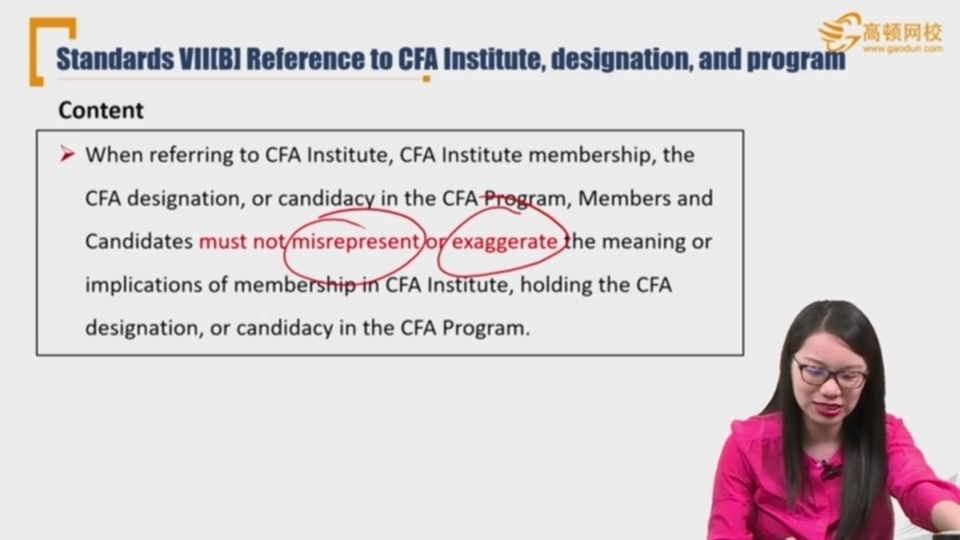 高顿网校
www.gaodun.com
Standards VII[B] Reference to CFA Institute, designation, and program
Content
When referring to CFA Institute, CFA Institute membership, the
CFA designation, or candidacy in the CFA Program, Members and
Candidates must not misrepresent or exaggerate the meaning or
implications of membership in CFA Institute, holding the CFA
designation, or candidacy in the CFA Program.